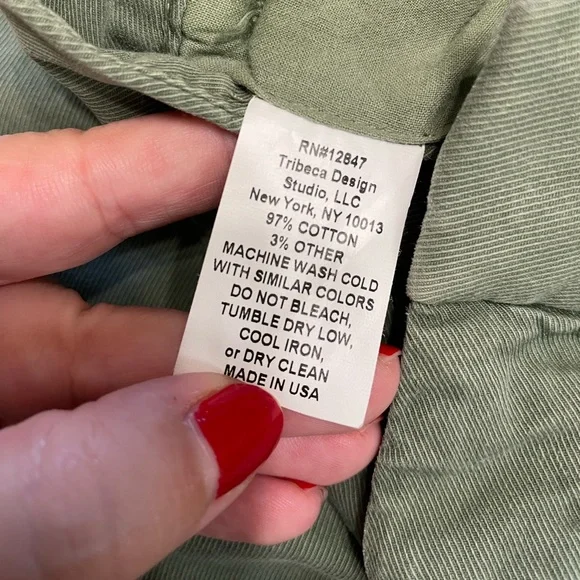 RN#12847
Tribeca Design
Studio, LLC
New York, NY 10013
97% COTTON
3% OTHER
MACHINE WASH COLD
WITH SIMILAR COLORS
DO NOT BLEACH,
TUMBLE DRY LOW,
COOL IRON,
or DRY CLEAN
MADE IN USA